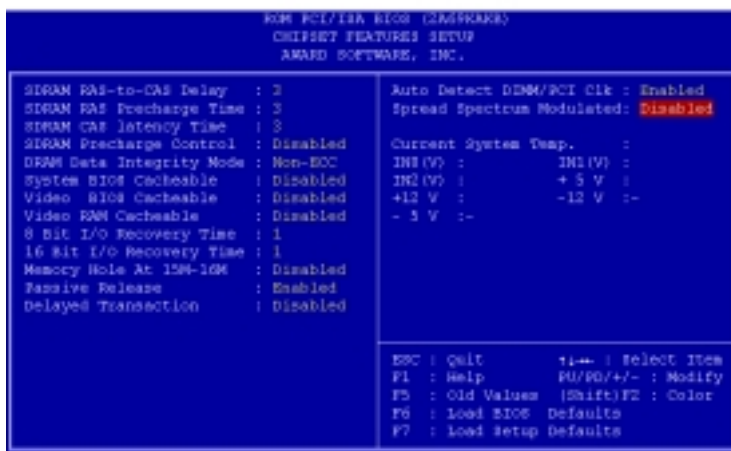 ROM PCI/ISA BIOS (2A69KAKB)
CHIPSET FEATURES SETUP
AWARD SOFTWARE, INC.
SDRAM RAS-to-CAS Delay : 3
SDRAM RAS Precharge Time : 3
SDRAM CAS latency Time : 3
SDRAM Precharge Control : Disabled
DRAM Data Integrity Mode : Non-ECC
System BIOS Cacheable : Disabled
Video BIOS Cacheable : Disabled
Video RAM Cacheable : Disabled
8 Bit I/O Recovery Time : 1
16 Bit I/O Recovery Time : 1
Memory Hole At 15M-16M : Disabled
Passive Release : Enabled
Delayed Transaction : Disabled
Auto Detect DIMM/PCI Clk : Enabled
Spread Spectrum Modulated: Disabled
Current System Temp. :
IN0(V) : IN1(V) :
IN2(V) : + 5 V :
+12 V : -12 V :-
- 5 V :-
ESC : Quit ↑↓→← : Select Item
F1 : Help PU/PD/+/- : Modify
F5 : Old Values (Shift)F2 : Color
F6 : Load BIOS Defaults
F7 : Load Setup Defaults